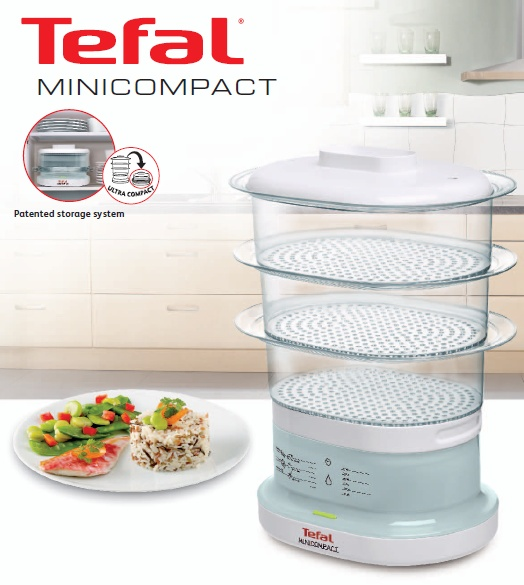 Tefal®
MINICOMPACT
ULTRA COMPACT
Patented storage system
Tefal
MINICOMPACT